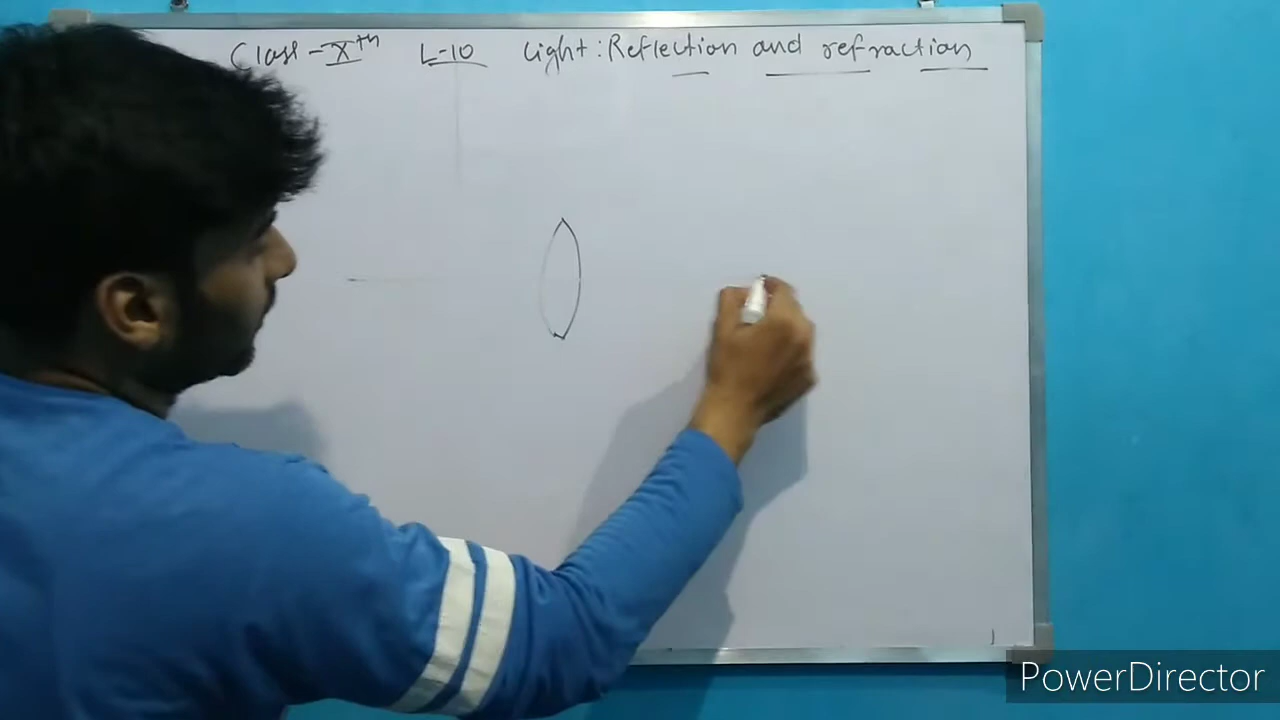 Class - Xth L-10 Light : Reflection and refraction
PowerDirector